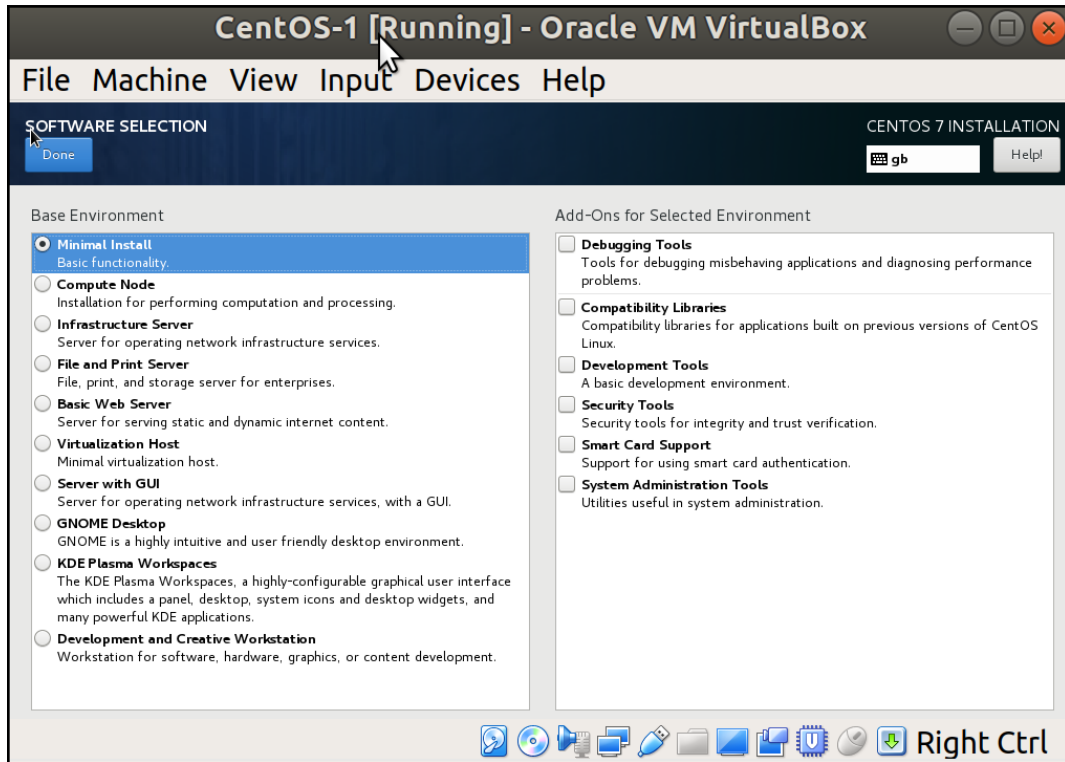 CentOS-1 [Running] - Oracle VM VirtualBox
File Machine View Input Devices Help
SOFTWARE SELECTION
Done
CENTOS 7 INSTALLATION
gb
Help!
Base Environment
Minimal Install
Basic functionality.
Compute Node
Installation for performing computation and processing.
Infrastructure Server
Server for operating network infrastructure services.
File and Print Server
File, print, and storage server for enterprises.
Basic Web Server
Server for serving static and dynamic internet content.
Virtualization Host
Minimal virtualization host.
Server with GUI
Server for operating network infrastructure services, with a GUI.
GNOME Desktop
GNOME is a highly intuitive and user friendly desktop environment.
KDE Plasma Workspaces
The KDE Plasma Workspaces, a highly-configurable graphical user interface
which includes a panel, desktop, system icons and desktop widgets, and
many powerful KDE applications.
Development and Creative Workstation
Workstation for software, hardware, graphics, or content development.
Add-Ons for Selected Environment
Debugging Tools
Tools for debugging misbehaving applications and diagnosing performance
problems.
Compatibility Libraries
Compatibility libraries for applications built on previous versions of CentOS
Linux.
Development Tools
A basic development environment.
Security Tools
Security tools for integrity and trust verification.
Smart Card Support
Support for using smart card authentication.
System Administration Tools
Utilities useful in system administration.
Right Ctrl